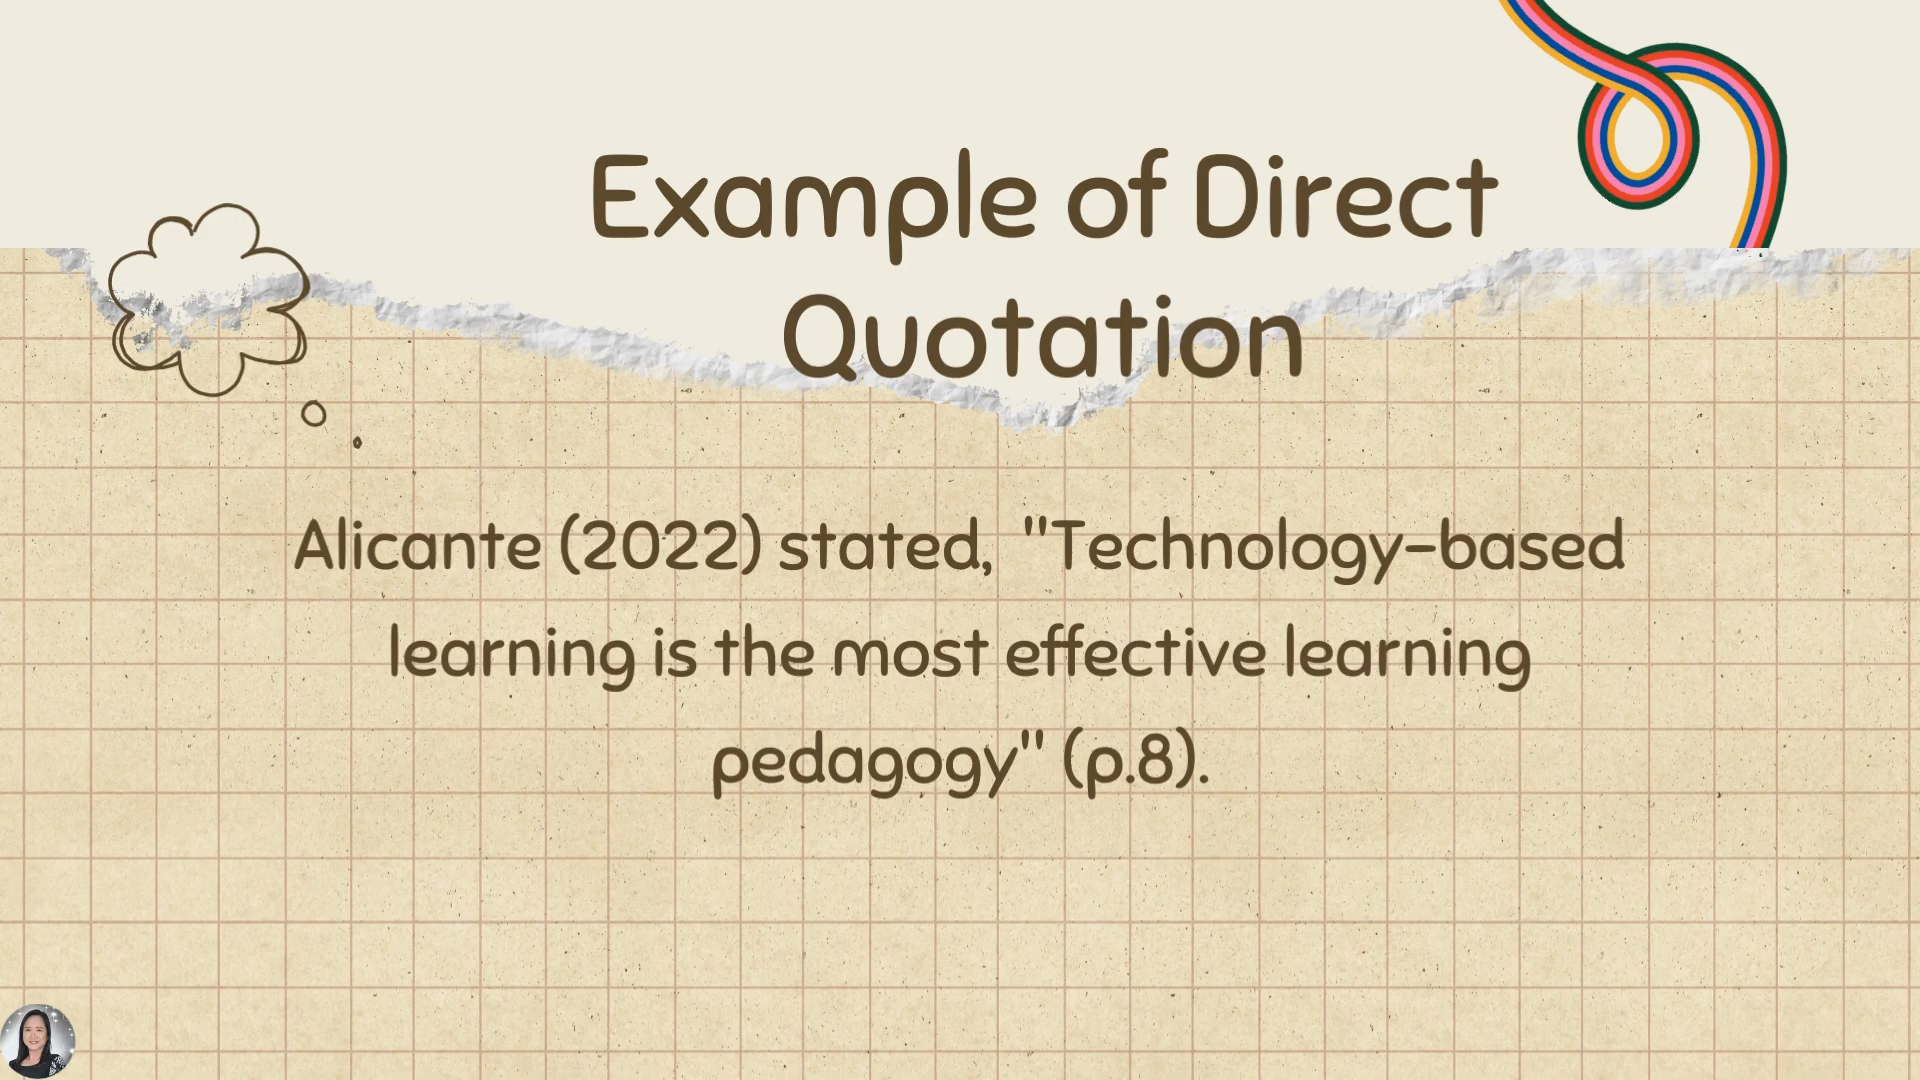 Example of Direct
Quotation
Alicante (2022) stated,  "Technology-based
learning is the most effective learning
pedagogy" (p.8).